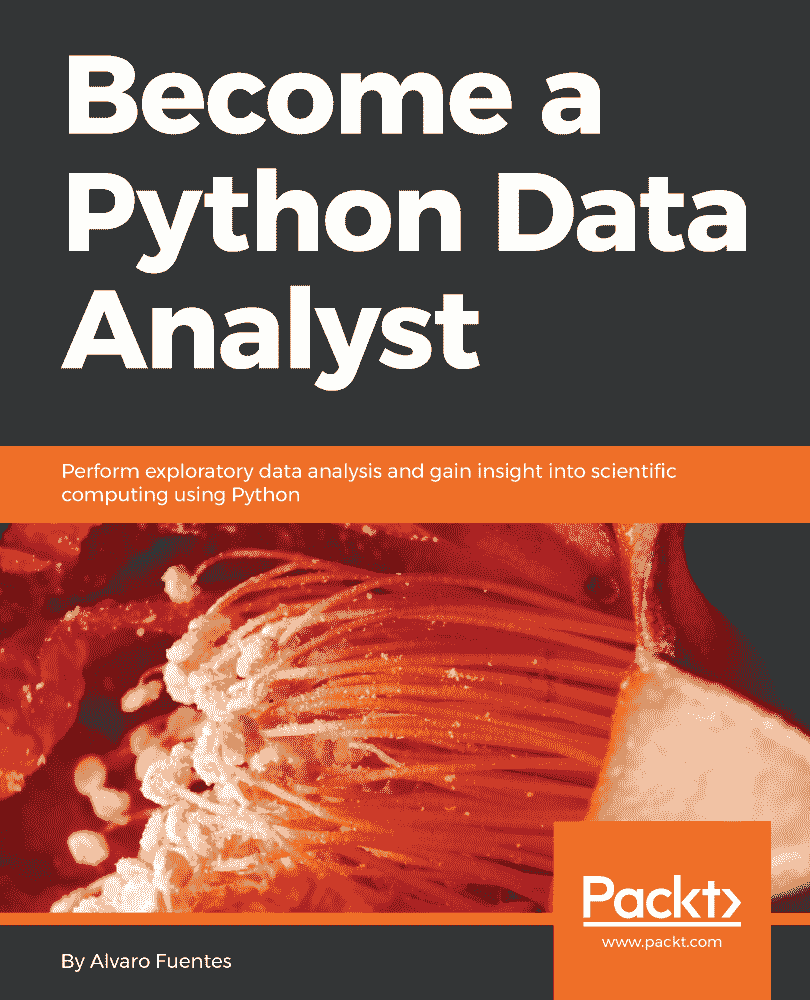 Become a
Python Data
Analyst
Perform exploratory data analysis and gain insight into scientific
computing using Python
Packt>
www.packt.com
By Alvaro Fuentes